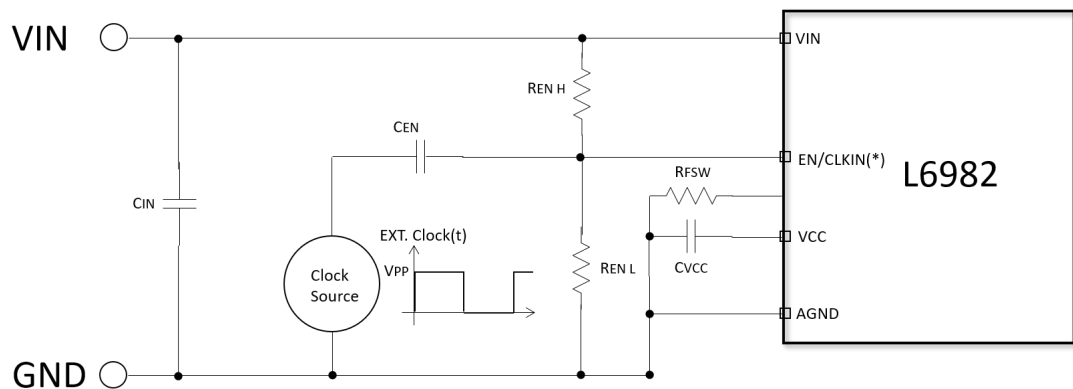 VIN
VIN
REN H
CEN
EN/CLKIN(*)
L6982
RFSW
CIN
EXT. Clock(t)
VCC
VPP
Clock
Source
REN L
CVCC
AGND
GND